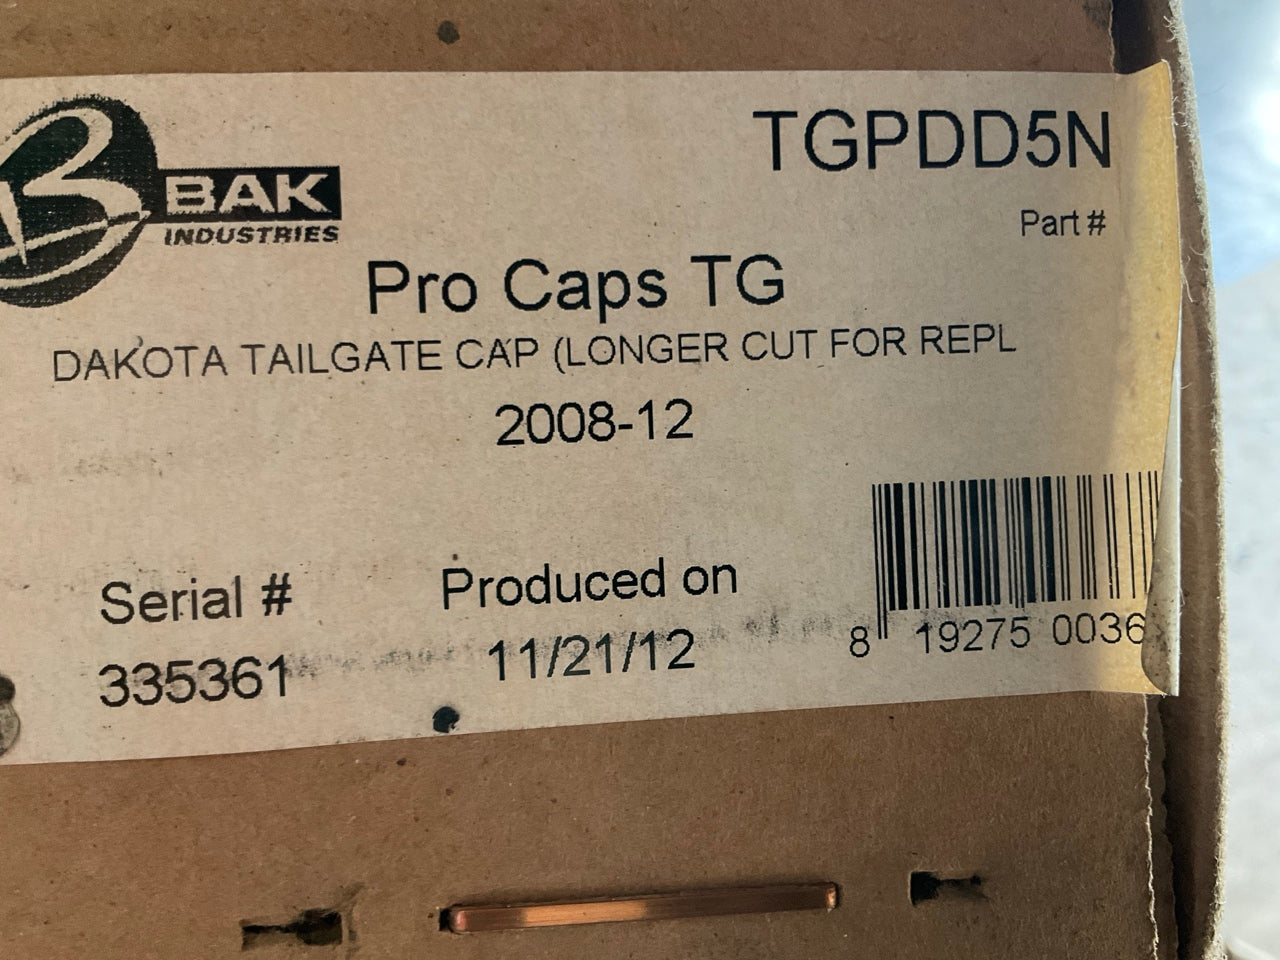 TGPDD5N
BAK
INDUSTRIES
Part #
Pro Caps TG
DAKOTA TAILGATE CAP (LONGER CUT FOR REPL
2008-12
Serial #
Produced on
335361
11/21/12
8 19275 0036